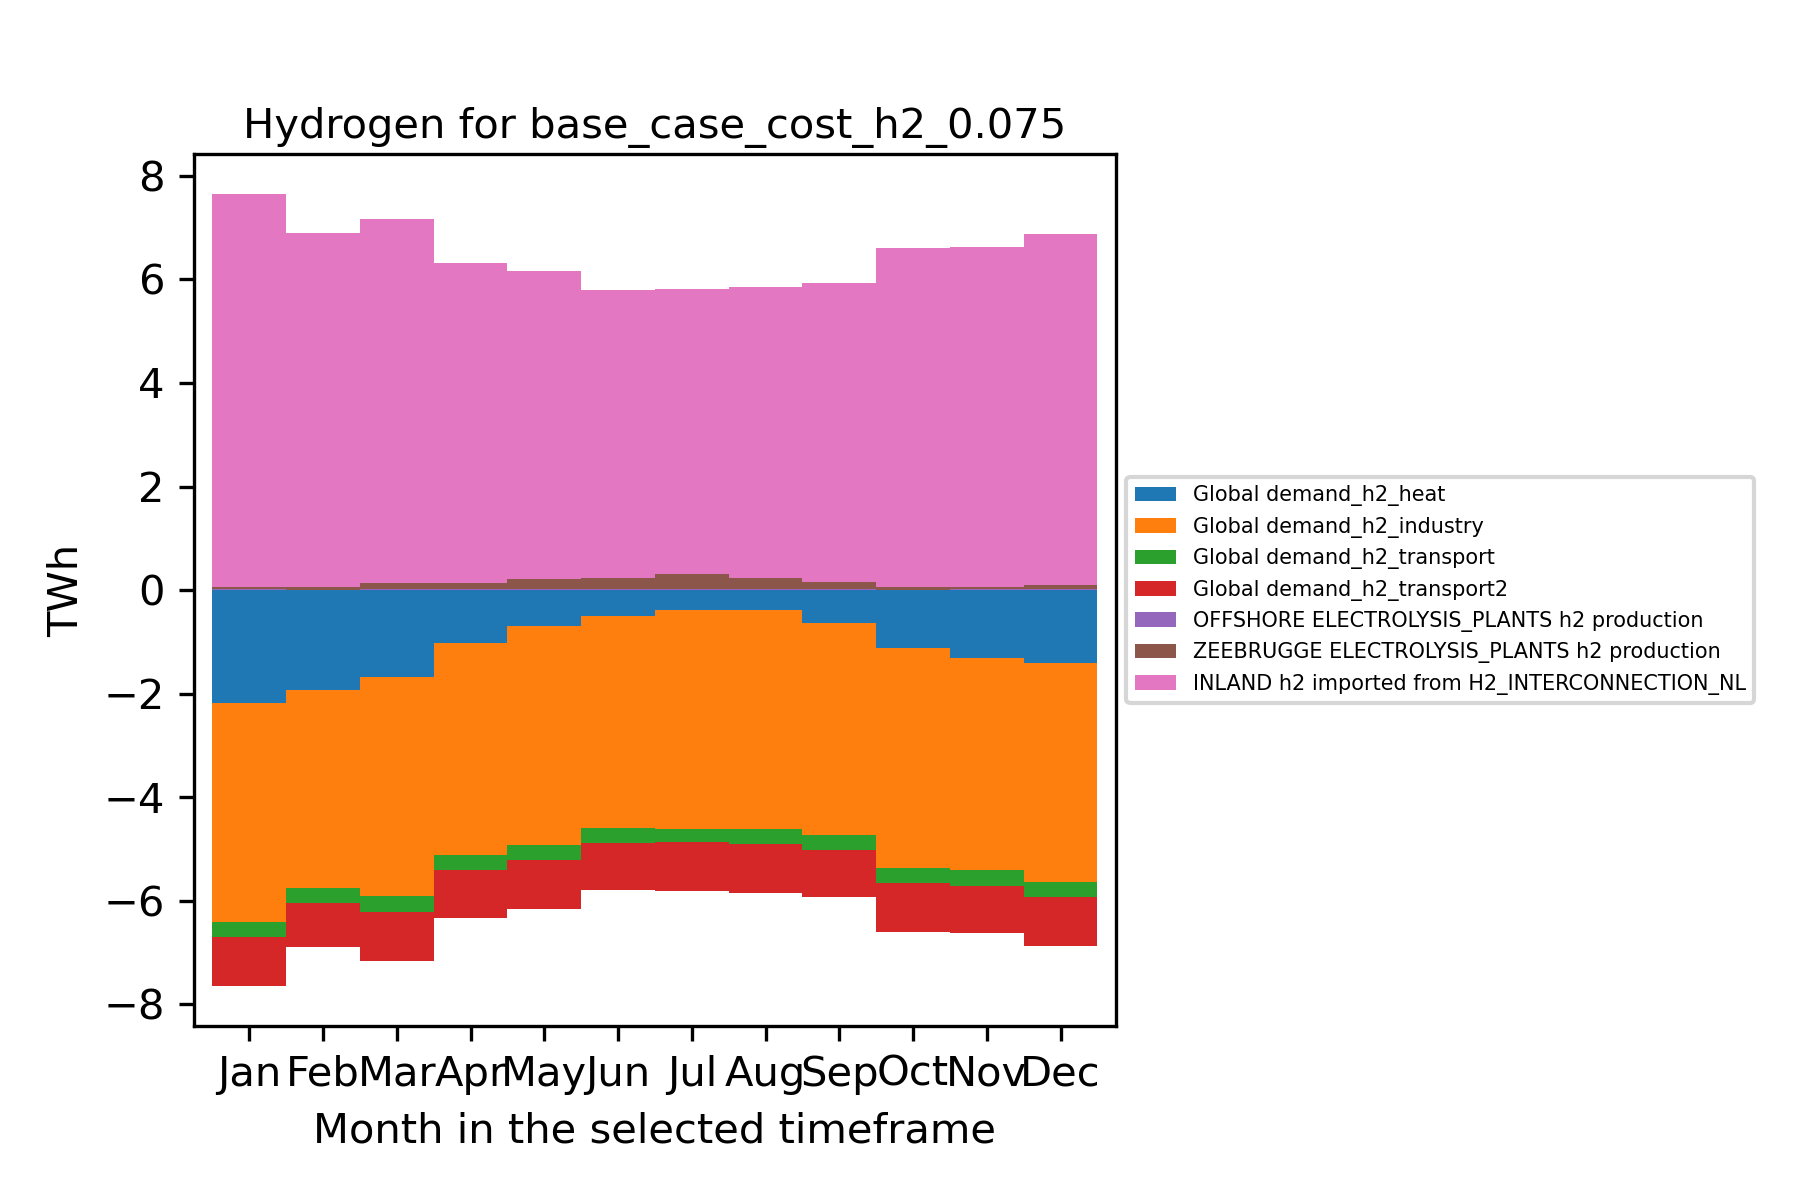 Hydrogen for base_case_cost_h2_0.075
8
6
4
2
0
−2
−4
−6
−8
TWh
Jan Feb Mar Apr May Jun Jul Aug Sep Oct Nov Dec
Month in the selected timeframe
Global demand_h2_heat
Global demand_h2_industry
Global demand_h2_transport
Global demand_h2_transport2
OFFSHORE ELECTROLYSIS_PLANTS h2 production
ZEEBRUGGE ELECTROLYSIS_PLANTS h2 production
INLAND h2 imported from H2_INTERCONNECTION_NL